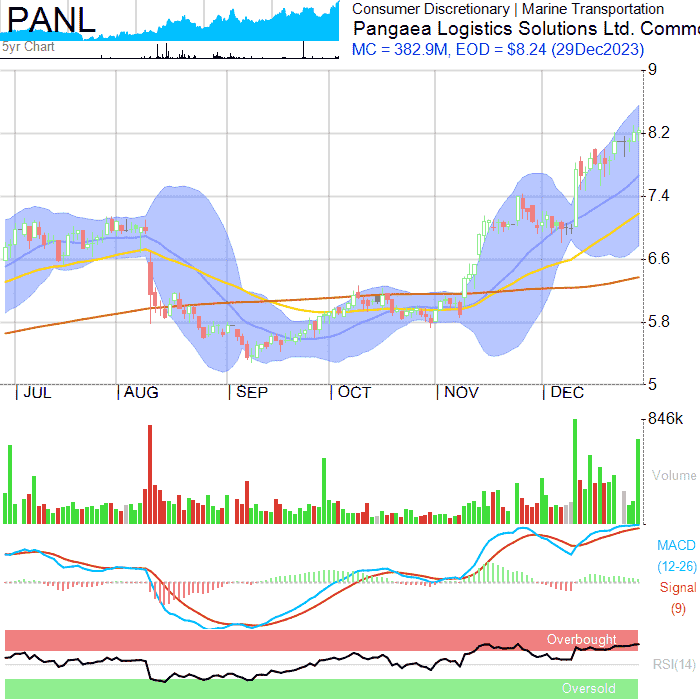 PANL
5yr Chart
Consumer Discretionary | Marine Transportation
Pangaea Logistics Solutions Ltd. Commo
MC = 382.9M, EOD = $8.24 (29Dec2023)
9
8.2
7.4
6.6
5.8
5
JUL AUG SEP OCT NOV DEC
846k
Volume
MACD
(12-26)
Signal
(9)
Overbought
RSI(14)
Oversold